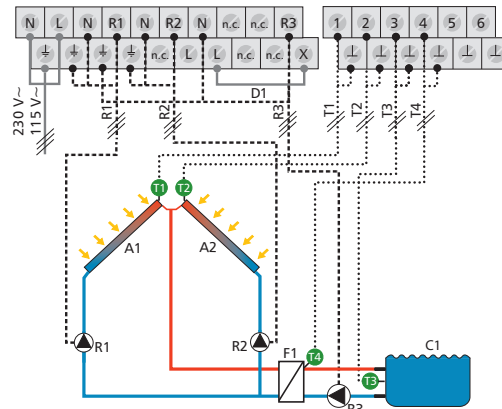 N L N R1 N R2 N n.c. n.c. R3
n.c. L L n.c. n.c. X
1 2 3 4 5 6
D1
230 V~
115 V~
R1
R2
R3
T1
T2
T3
T4
T1 T2
A1 A2
R1
R2
F1
T4
C1
T3
R3